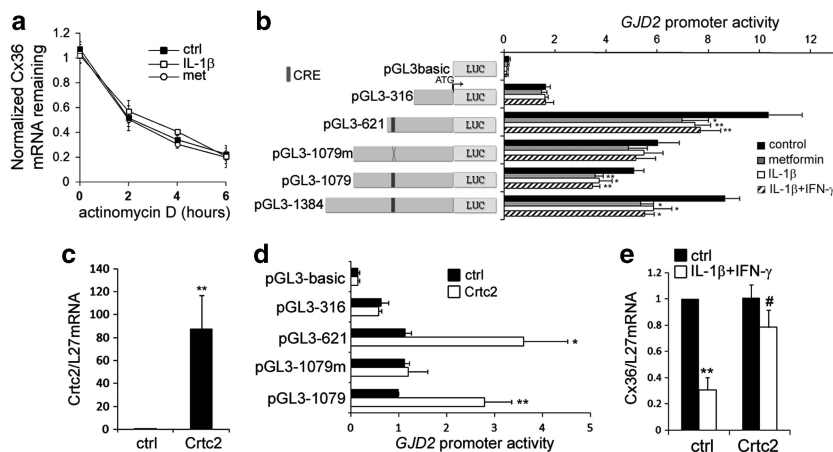 a
Normalized Cx36
mRNA remaining
1.2
1
0.8
0.6
0.4
0.2
0
0 2 4 6
actinomycin D (hours)
ctrl
IL-1β
met
b
GJD2 promoter activity
0 2 4 6 8 10 12
CRE
pGL3basic LUC
ATG
pGL3-316 LUC
pGL3-621 LUC
pGL3-1079m LUC
pGL3-1079 LUC
pGL3-1384 LUC
*
**
**
**
*
**
*
*
*
control
metformin
IL-1β
IL-1β+IFN-γ
c
Crtc2/L27mRNA
140
120
100
80
60
40
20
0
**
ctrl Crtc2
d
ctrl
Crtc2
pGL3-basic
pGL3-316
pGL3-621 *
pGL3-1079m
pGL3-1079 **
0 1 2 3 4 5
GJD2 promoter activity
e
ctrl
IL-1β+IFN-γ
Cx36/L27mRNA
1.2
1
0.8
0.6
0.4
0.2
0
**
#
ctrl Crtc2